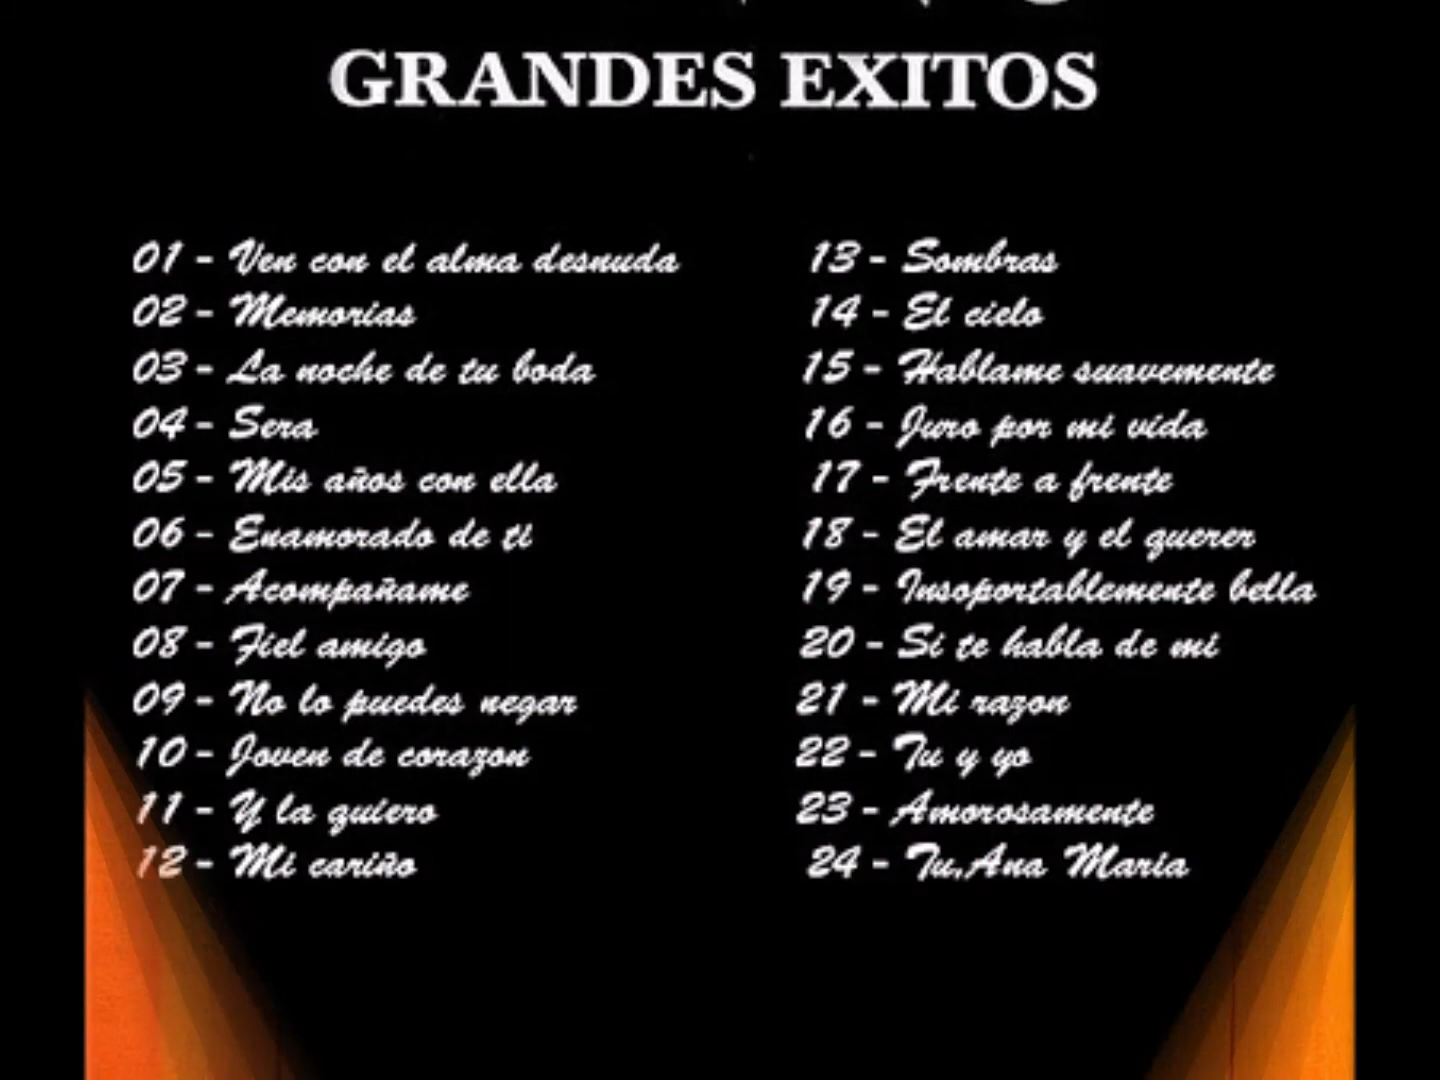 GRANDES EXITOS
01 - Ven con el alma desnuda
02 - Memorias
03 - La noche de tu boda
04 - Sera
05 - Mis años con ella
06 - Enamorado de ti
07 - Acompañame
08 - Fiel amigo
09 - No lo puedes negar
10 - Joven de corazon
11 - Y la quiero
12 - Mi cariño
13 - Sombras
14 - El cielo
15 - Hablame suavemente
16 - Juro por mi vida
17 - Frente a frente
18 - El amar y el querer
19 - Insoportablemente bella
20 - Si te habla de mi
21 - Mi razon
22 - Tu y yo
23 - Amorosamente
24 - Tu,Ana Maria